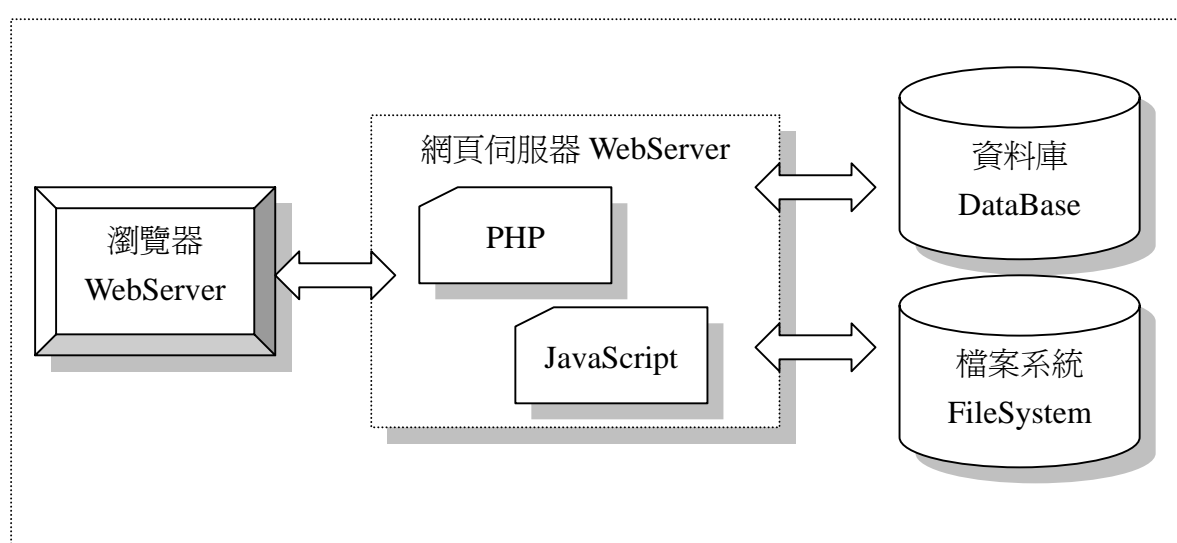 瀏覽器
WebServer
網頁伺服器 WebServer
PHP
JavaScript
資料庫
DataBase
檔案系統
FileSystem